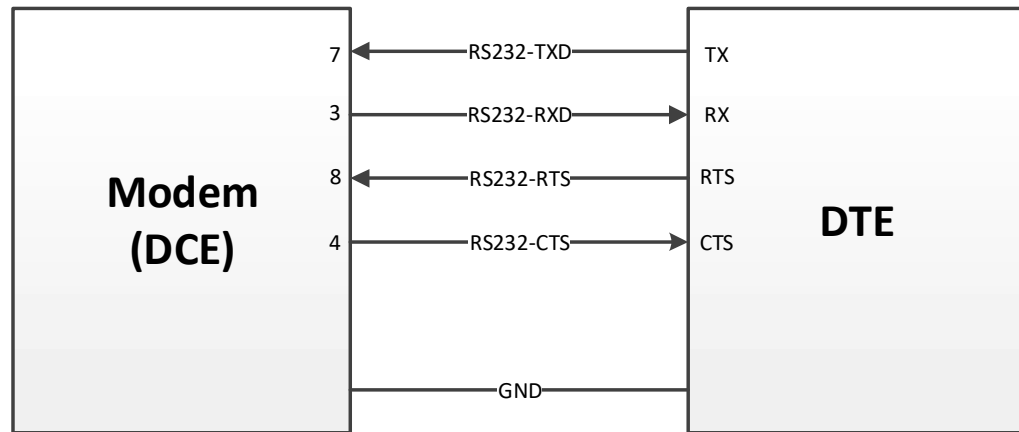 7 RS232-TXD TX
3 RS232-RXD RX
8 RS232-RTS RTS
4 RS232-CTS CTS
Modem
(DCE)
DTE
GND